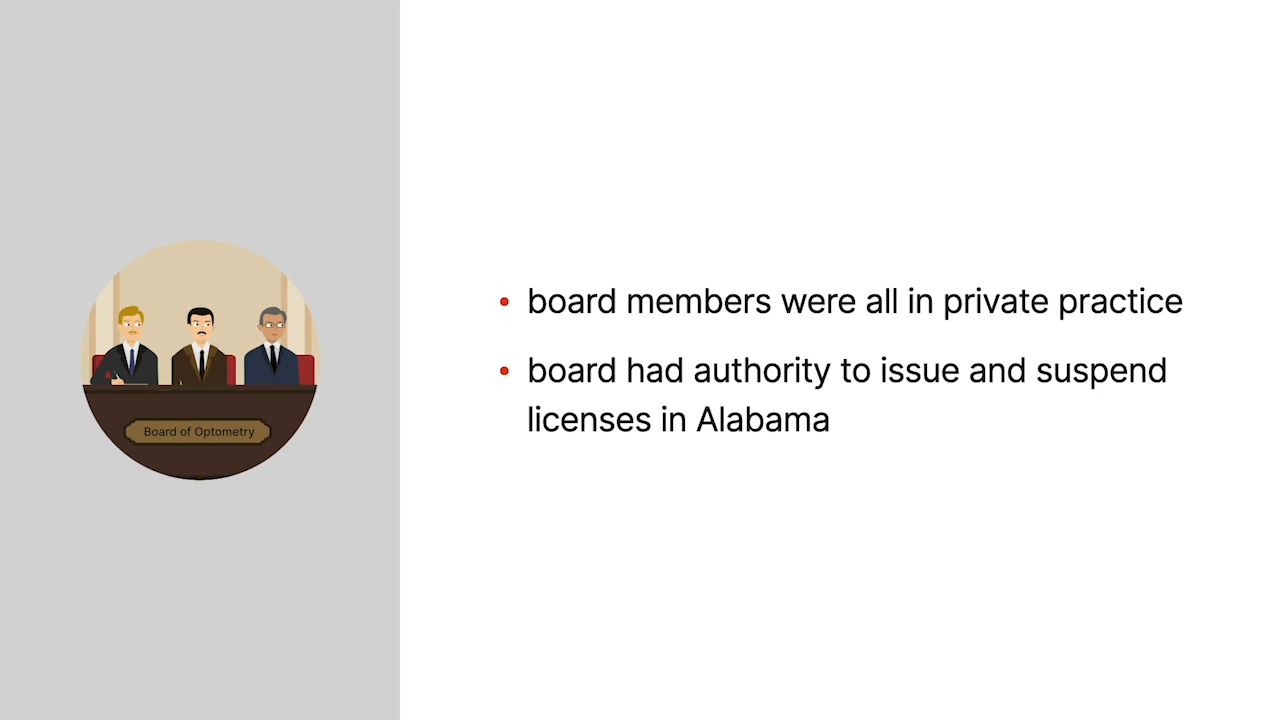 Board of Optometry
• board members were all in private practice
• board had authority to issue and suspend
licenses in Alabama